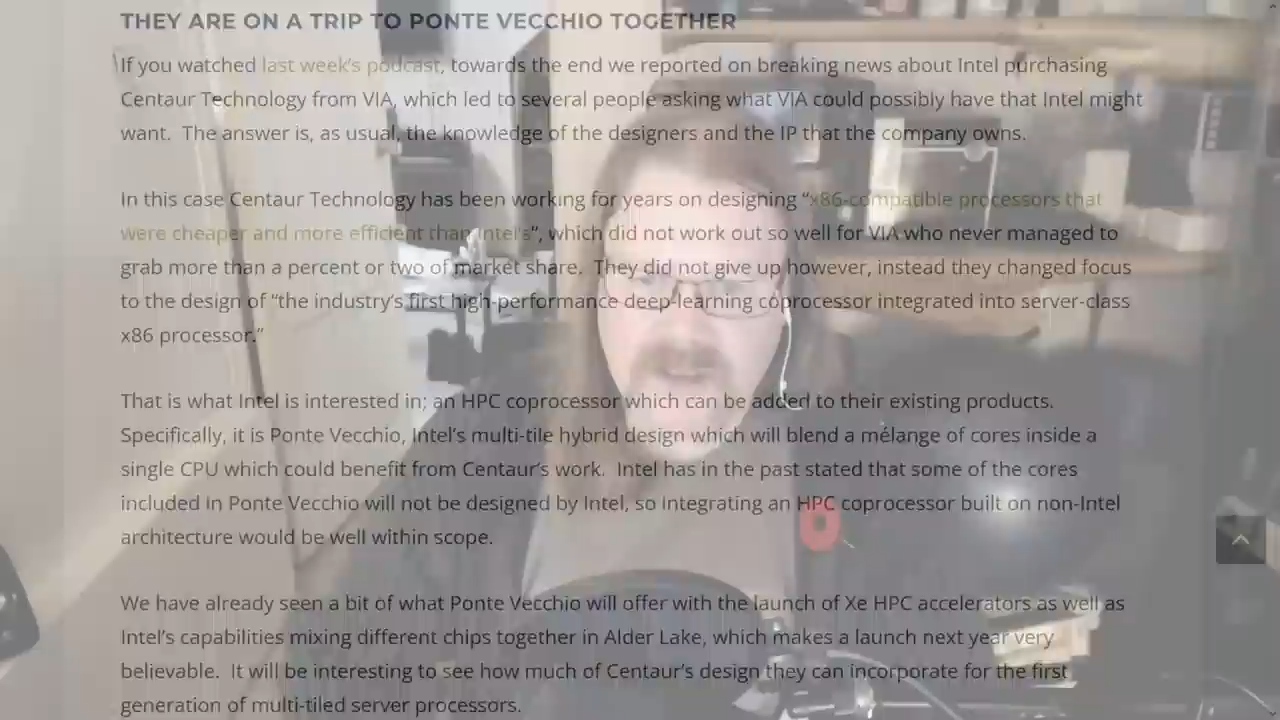 THEY ARE ON A TRIP TO PONTE VECCHIO TOGETHER
If you watched last week's podcast, towards the end we reported on breaking news about Intel purchasing
Centaur Technology from VIA, which led to several people asking what VIA could possibly have that Intel might
want. The answer is, as usual, the knowledge of the designers and the IP that the company owns.
In this case Centaur Technology has been working for years on designing “x86-compatible processors that
were cheaper and more efficient than Intel's”, which did not work out so well for VIA who never managed to
grab more than a percent or two of market share. They did not give up however, instead they changed focus
to the design of “the industry's first high-performance deep-learning coprocessor integrated into server-class
x86 processor.”
That is what Intel is interested in; an HPC coprocessor which can be added to their existing products.
Specifically, it is Ponte Vecchio, Intel's multi-tile hybrid design which will blend a mélange of cores inside a
single CPU which could benefit from Centaur's work. Intel has in the past stated that some of the cores
included in Ponte Vecchio will not be designed by Intel, so integrating an HPC coprocessor built on non-Intel
architecture would be well within scope.
We have already seen a bit of what Ponte Vecchio will offer with the launch of Xe HPC accelerators as well as
Intel's capabilities mixing different chips together in Alder Lake, which makes a launch next year very
believable. It will be interesting to see how much of Centaur's design they can incorporate for the first
generation of multi-tiled server processors.